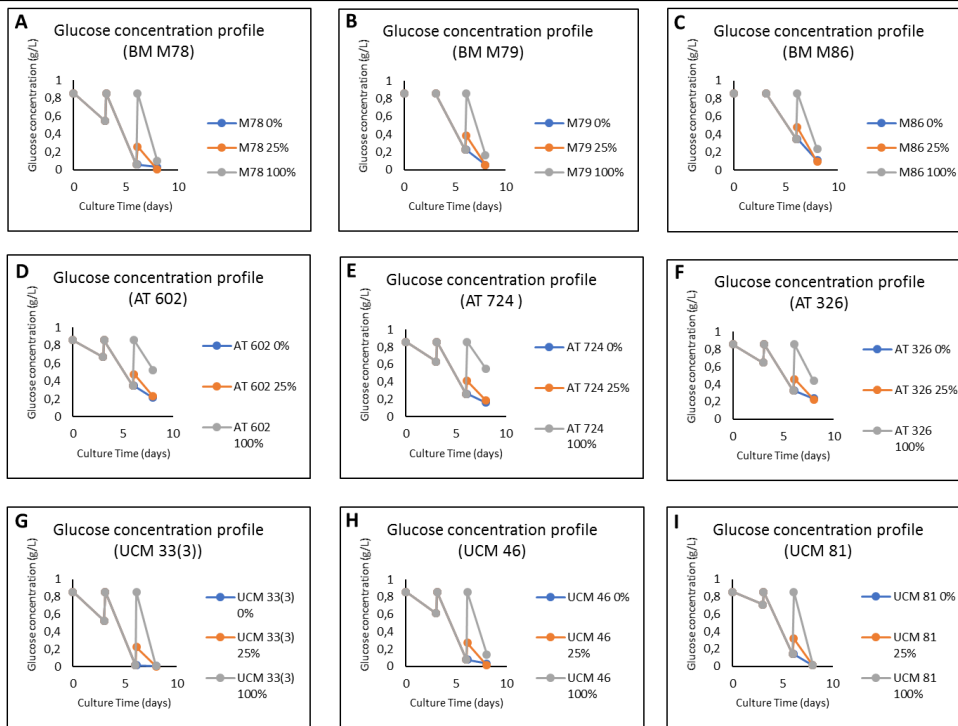 A
Glucose concentration profile
(BM M78)
Glucose concentration (g/L)
1
0,8
0,6
0,4
0,2
0
0
5
10
Culture Time (days)
M78 0%
M78 25%
M78 100%
B
Glucose concentration profile
(BM M79)
Glucose concentration (g/L)
1
0,8
0,6
0,4
0,2
0
0
5
10
Culture Time (days)
M79 0%
M79 25%
M79 100%
C
Glucose concentration profile
(BM M86)
Glucose concentration (g/L)
1
0,8
0,6
0,4
0,2
0
0
5
10
Culture Time (days)
M86 0%
M86 25%
M86 100%
D
Glucose concentration profile
(AT 602)
Glucose concentration (g/L)
1
0,8
0,6
0,4
0,2
0
0
5
10
Culture Time (days)
AT 602 0%
AT 602 25%
AT 602
100%
E
Glucose concentration profile
(AT 724 )
Glucose concentration (g/L)
1
0,8
0,6
0,4
0,2
0
0
5
10
Culture Time (days)
AT 724 0%
AT 724 25%
AT 724
100%
F
Glucose concentration profile
(AT 326)
Glucose concentration (g/L)
1
0,8
0,6
0,4
0,2
0
0
5
10
Culture Time (days)
AT 326 0%
AT 326 25%
AT 326
100%
G
Glucose concentration profile
(UCM 33(3))
Glucose concentration (g/L)
1
0,8
0,6
0,4
0,2
0
0
5
10
Culture Time (days)
UCM 33(3)
0%
UCM 33(3)
25%
UCM 33(3)
100%
H
Glucose concentration profile
(UCM 46)
Glucose concentration (g/L)
1
0,8
0,6
0,4
0,2
0
0
5
10
Culture Time (days)
UCM 46 0%
UCM 46
25%
UCM 46
100%
I
Glucose concentration profile
(UCM 81)
Glucose concentration (g/L)
1
0,8
0,6
0,4
0,2
0
0
5
10
Culture Time (days)
UCM 81 0%
UCM 81
25%
UCM 81
100%